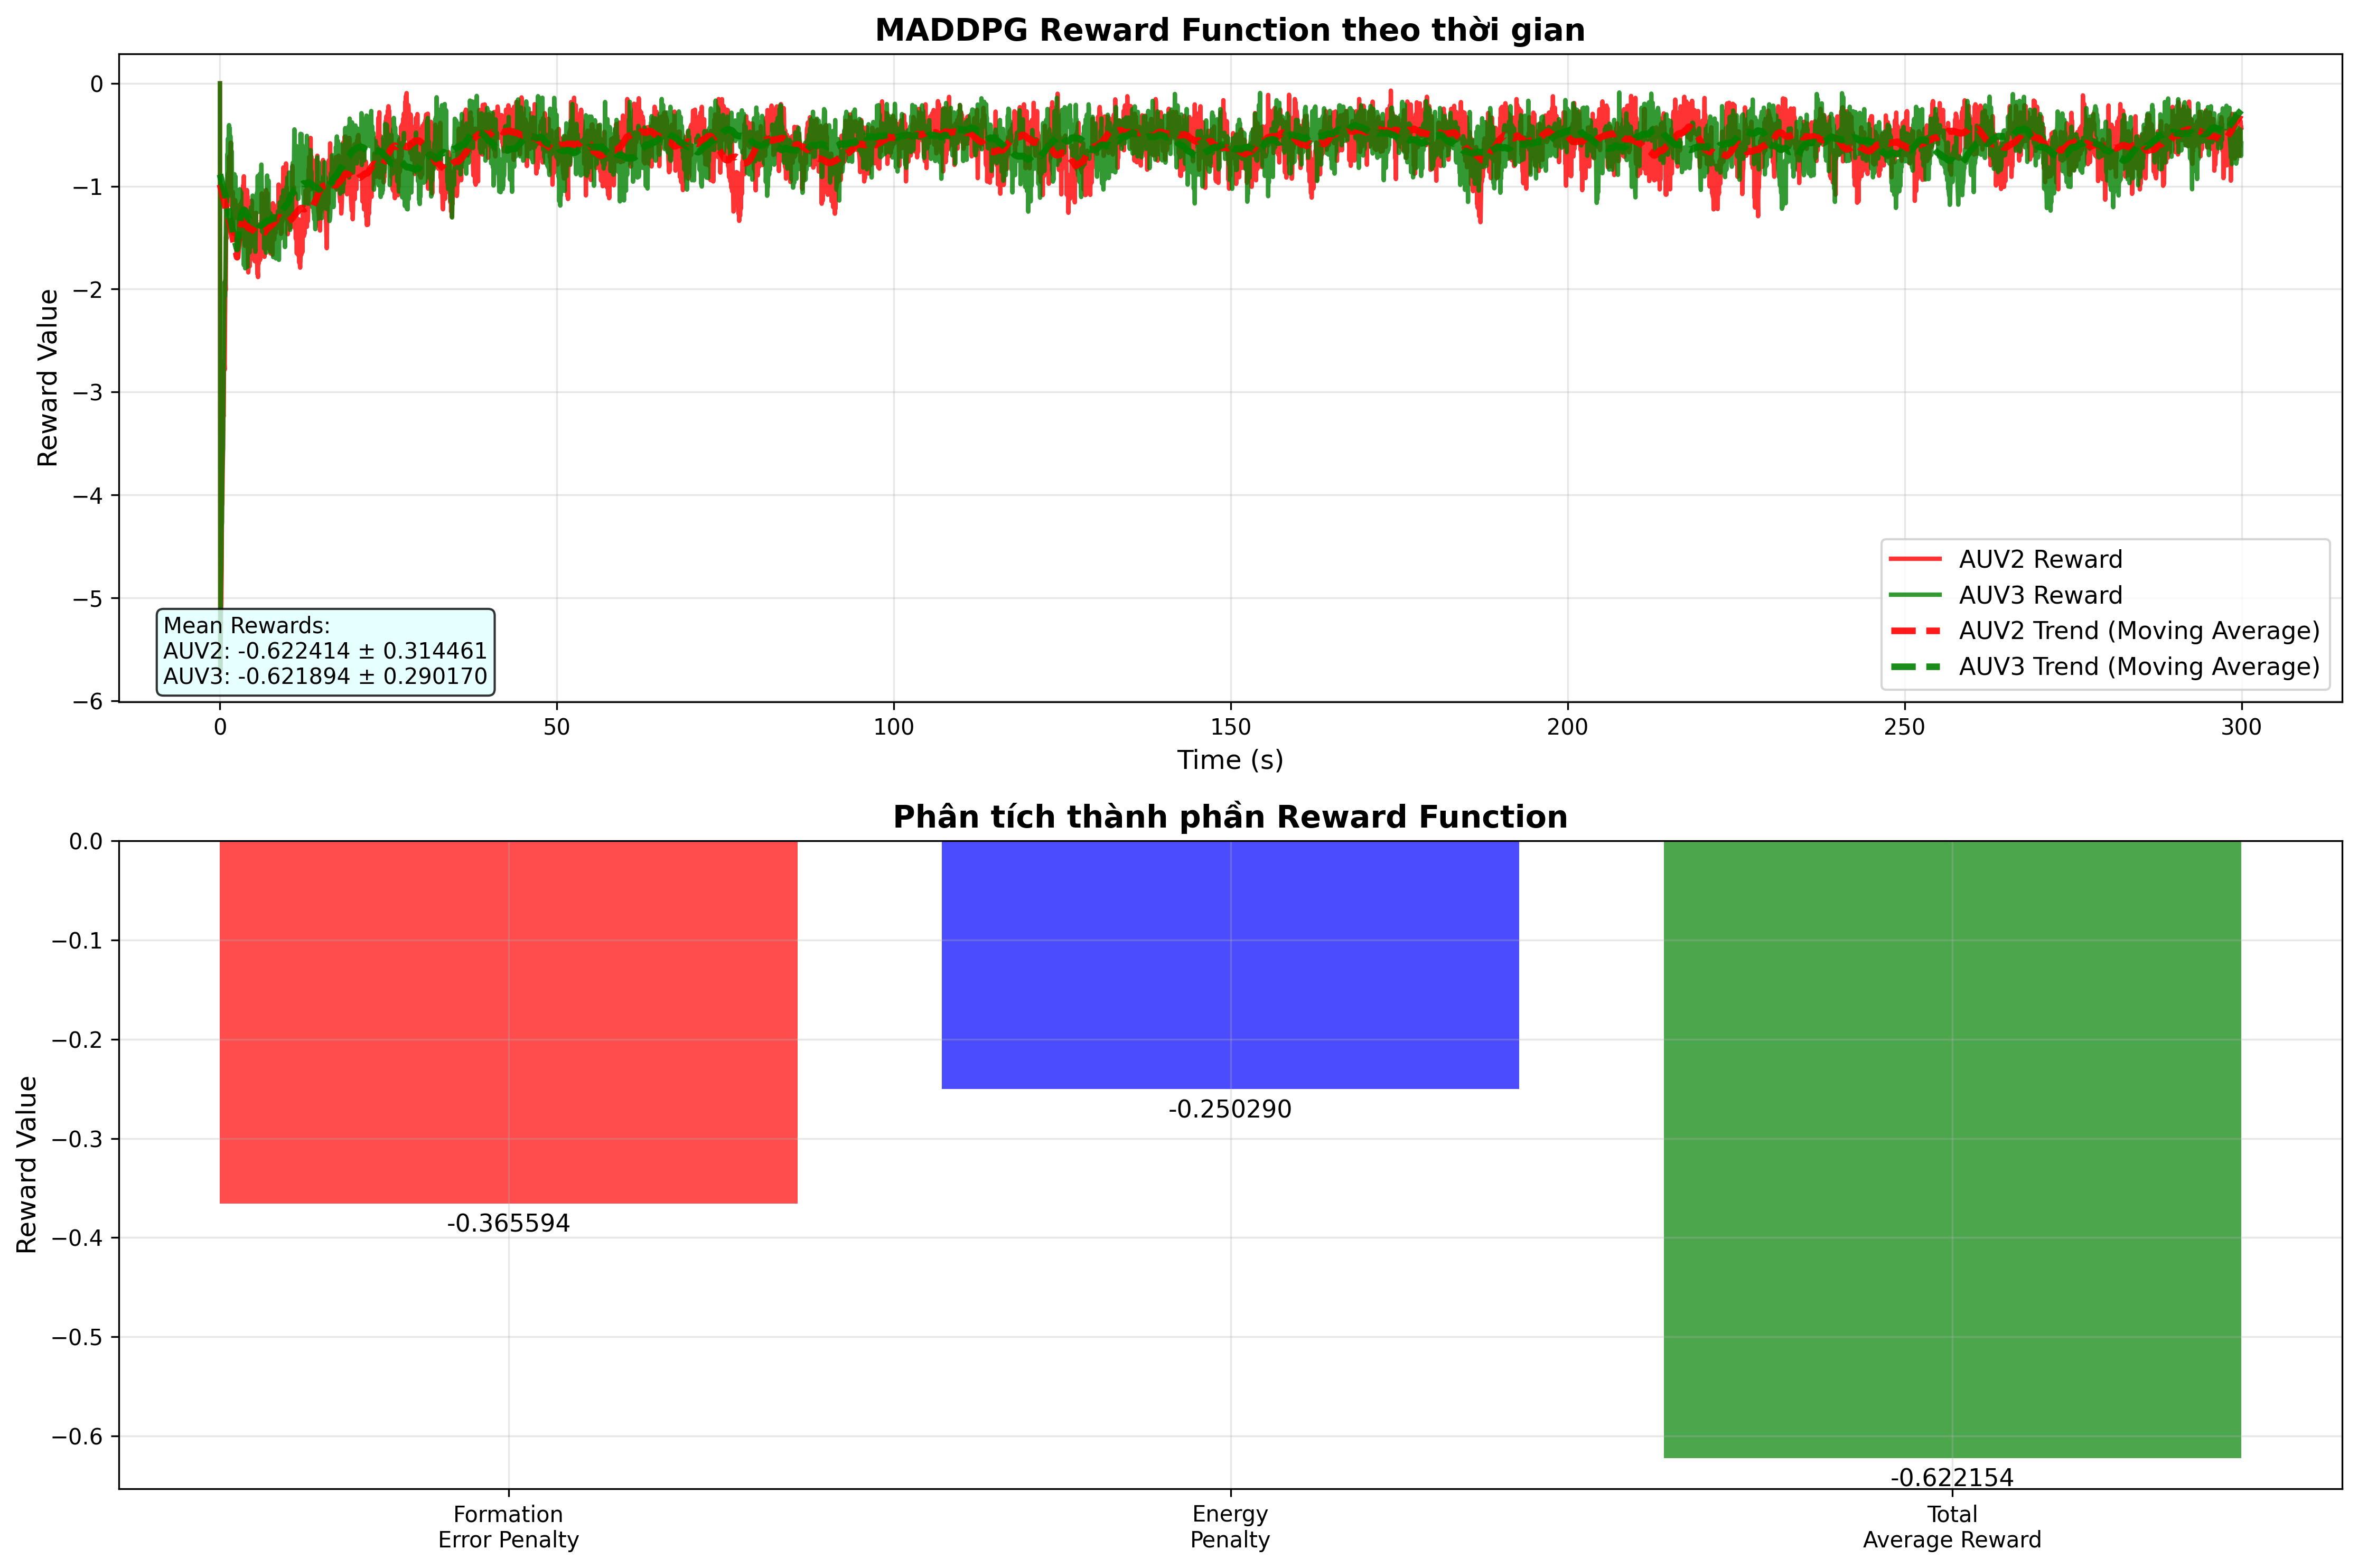 MADDPG Reward Function theo thời gian
0
−1
−2
−3
−4
−5
−6
Reward Value
Mean Rewards:
AUV2: -0.622414 ± 0.314461
AUV3: -0.621894 ± 0.290170
AUV2 Reward
AUV3 Reward
AUV2 Trend (Moving Average)
AUV3 Trend (Moving Average)
0 50 100 150 200 250 300
Time (s)
Phân tích thành phần Reward Function
0.0
−0.1
−0.2
−0.3
−0.4
−0.5
−0.6
Reward Value
-0.365594
-0.250290
-0.622154
Formation
Error Penalty
Energy
Penalty
Total
Average Reward